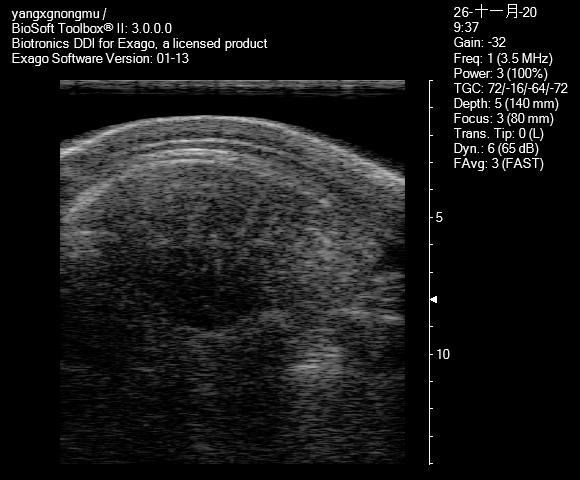 yangxgnongmu /
BioSoft Toolbox® II: 3.0.0.0
Biotronics DDI for Exago, a licensed product
Exago Software Version: 01-13
26-十一月-20
9:37
Gain: -32
Freq: 1 (3.5 MHz)
Power: 3 (100%)
TGC: 72/-16/-64/-72
Depth: 5 (140 mm)
Focus: 3 (80 mm)
Trans. Tip: 0 (L)
Dyn.: 6 (65 dB)
FAvg: 3 (FAST)
5
10